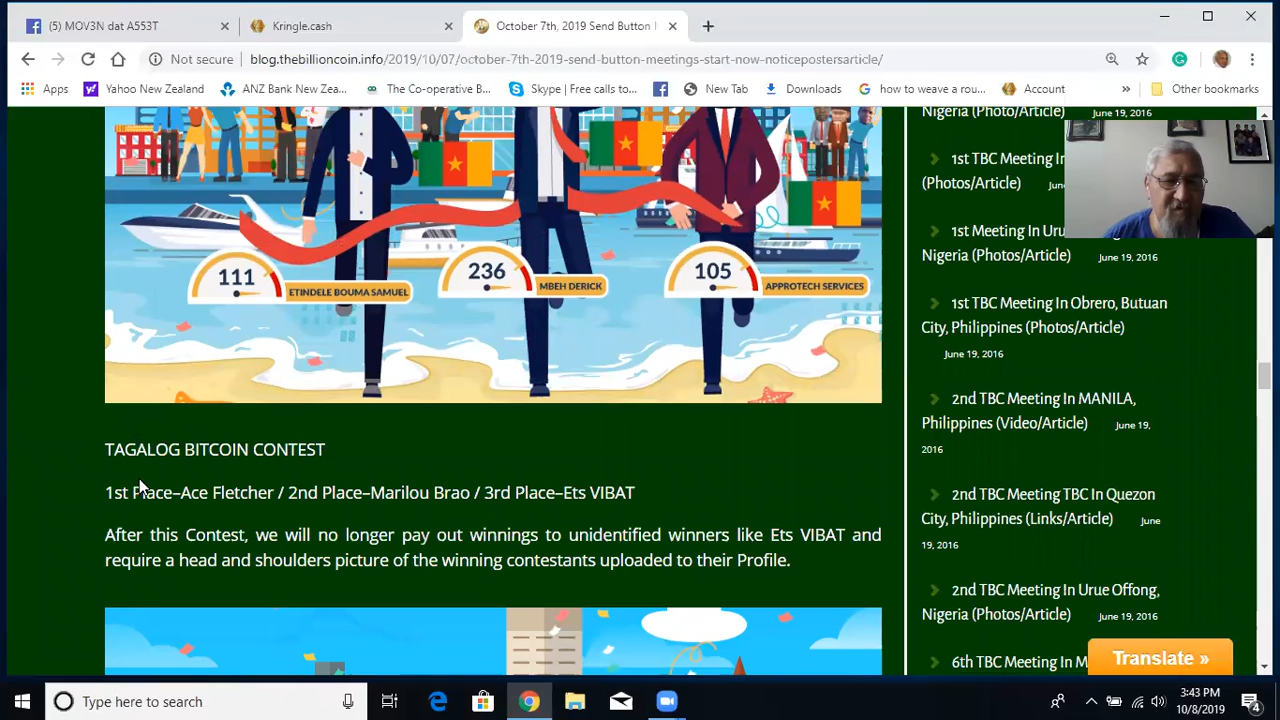 (5) MOV3N dat A553T
Kringle.cash
October 7th, 2019 Send Button
Not secure
blog.thebillioncoin.info/2019/10/07/october-7th-2019-send-button-meetings-start-now-noticepostersarticle/
Apps
Yahoo New Zealand
ANZ Bank New Zea...
The Co-operative B...
Skype | Free calls to...
New Tab
Downloads
how to weave a rou...
Account
»
Other bookmarks
111
ETINDELE BOUMA SAMUEL
236
MBEH DERICK
105
APPROTECH SERVICES
TAGALOG BITCOIN CONTEST
1st Place–Ace Fletcher / 2nd Place–Marilou Brao / 3rd Place–Ets VIBAT
After this Contest, we will no longer pay out winnings to unidentified winners like Ets VIBAT and
require a head and shoulders picture of the winning contestants uploaded to their Profile.
Nigeria (Photo/Article) June 19, 2016
1st TBC Meeting In
(Photos/Article)
1st Meeting In Uru
Nigeria (Photos/Article) June 19, 2016
1st TBC Meeting In Obrero, Butuan
City, Philippines (Photos/Article)
June 19, 2016
2nd TBC Meeting In MANILA,
Philippines (Video/Article) June 19,
2016
2nd TBC Meeting TBC In Quezon
City, Philippines (Links/Article) June
19, 2016
2nd TBC Meeting In Urue Offong,
Nigeria (Photo/Article) June 19, 2016
6th TBC Meeting In
Translate »
Type here to search
3:43 PM
10/8/2019
4